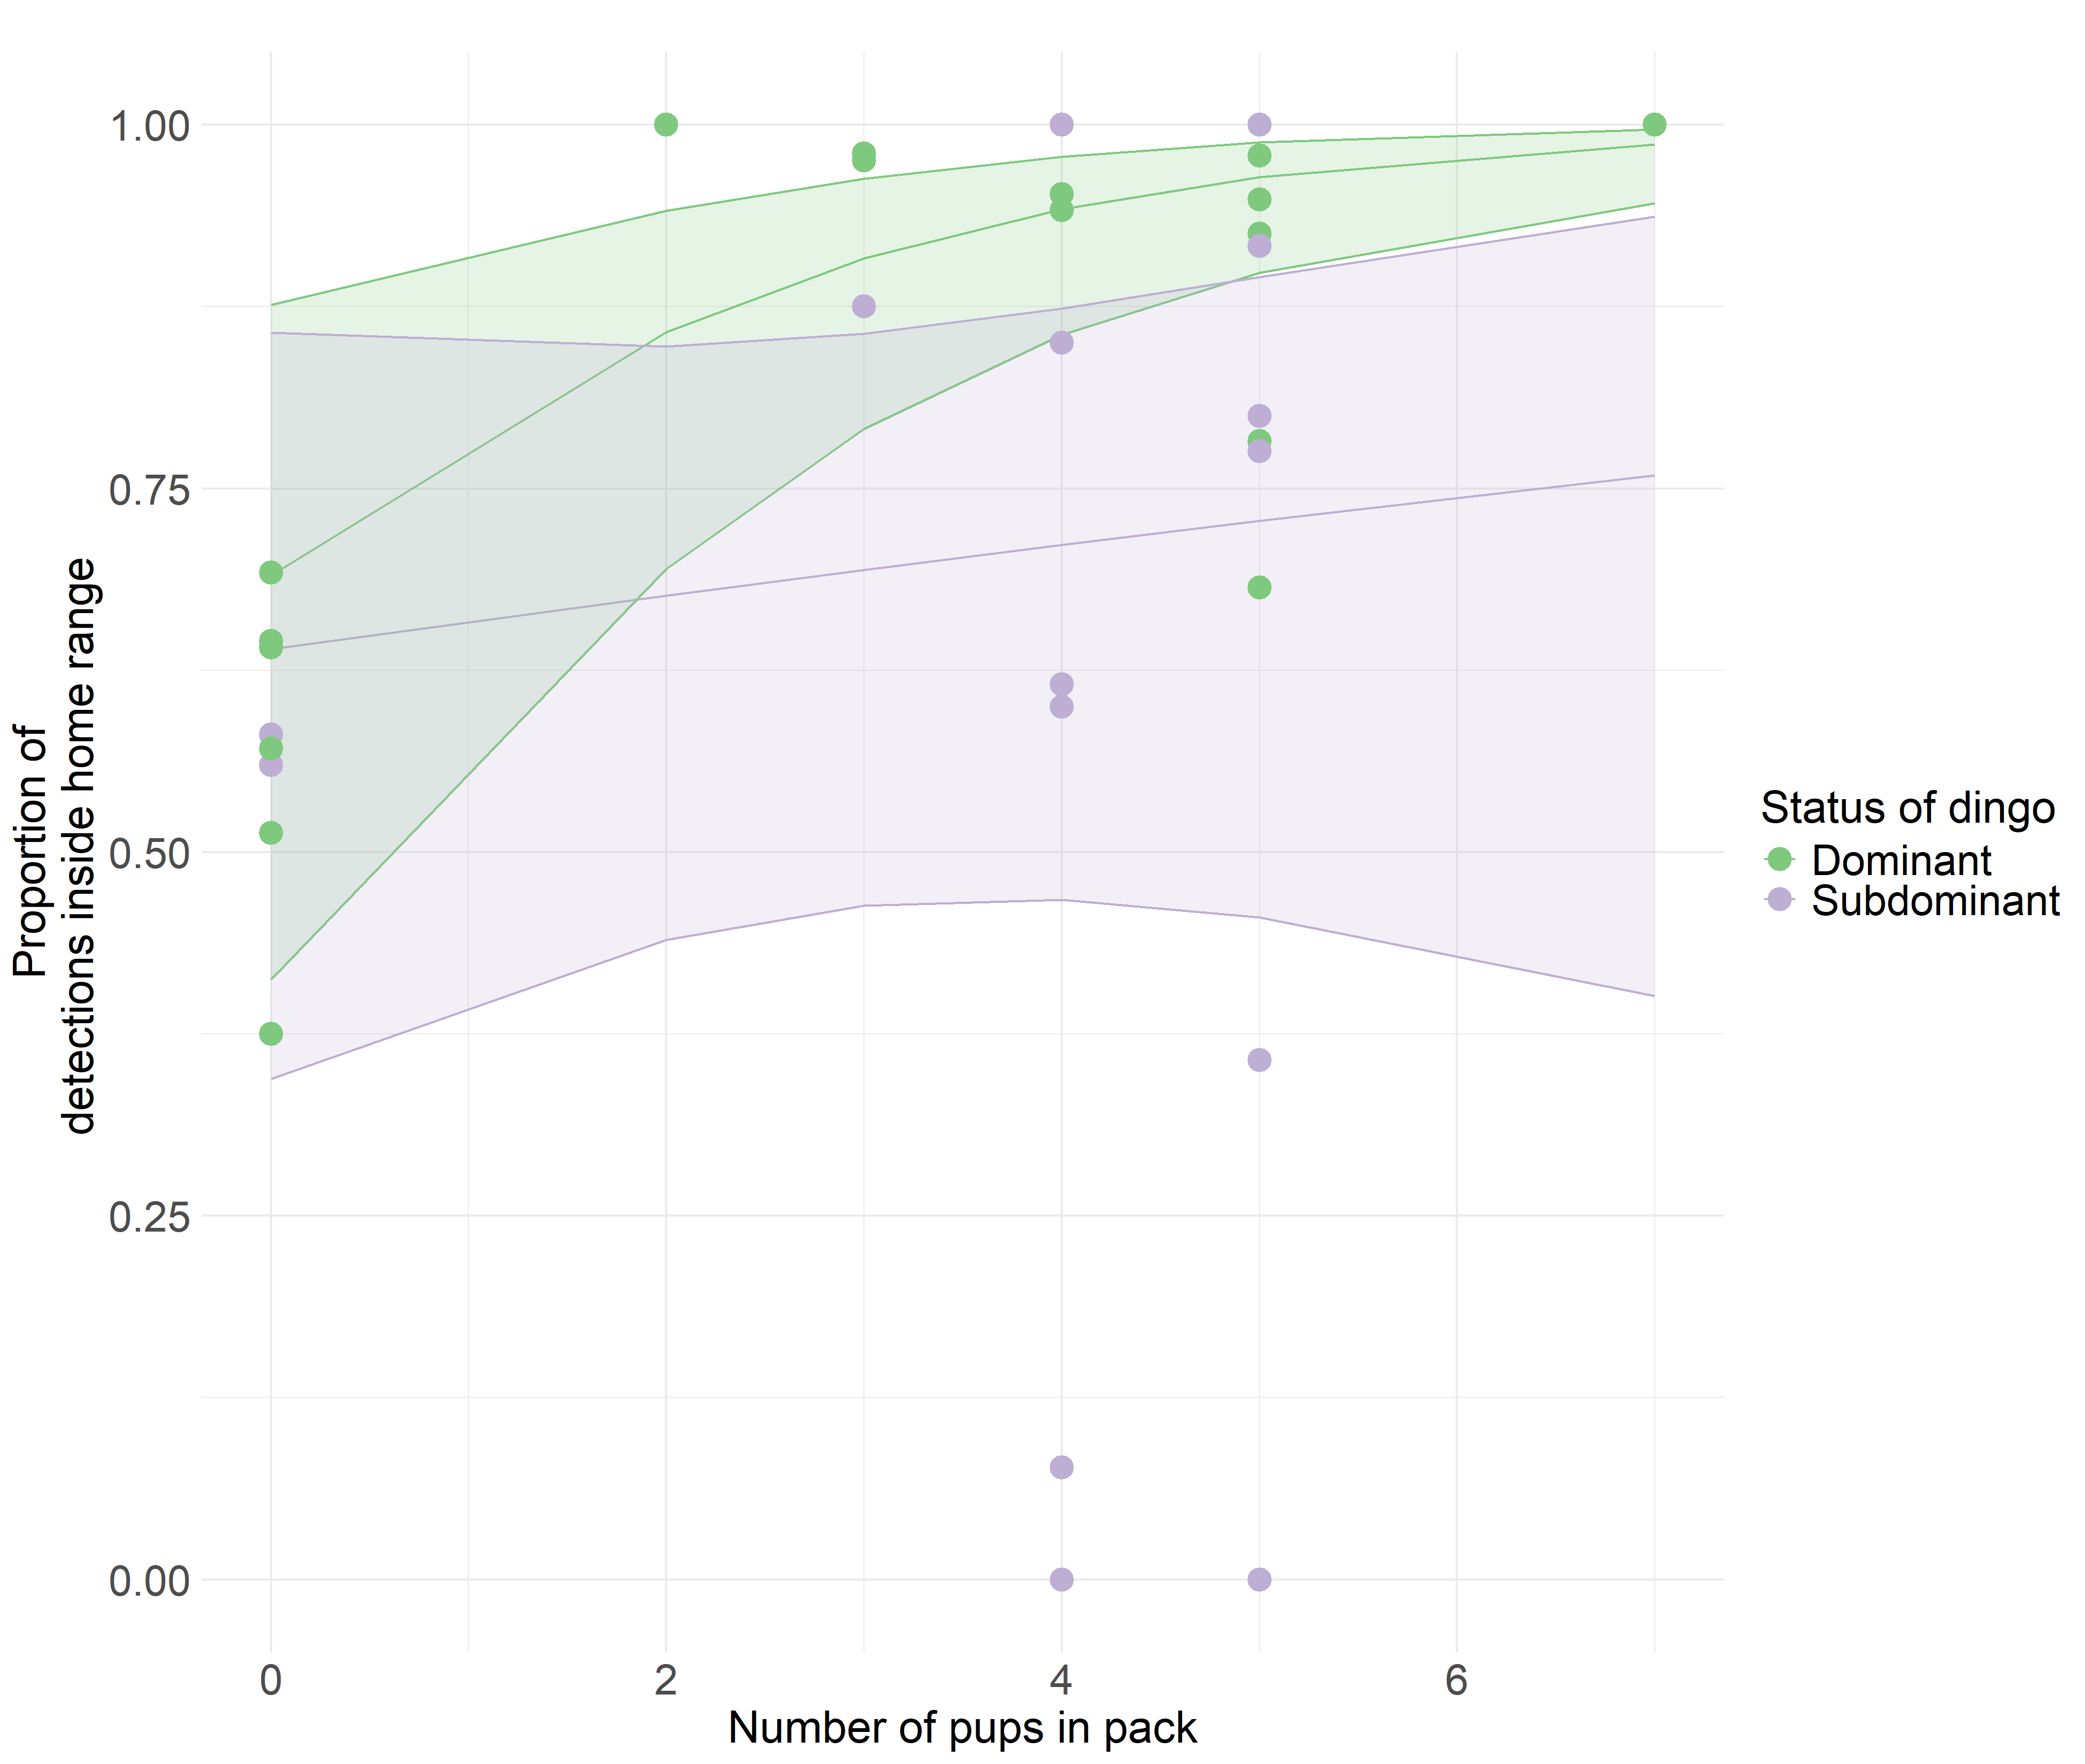 Proportion of
detections inside home range
1.00
0.75
0.50
0.25
0.00
0
2
4
6
Number of pups in pack
Status of dingo
Dominant
Subdominant